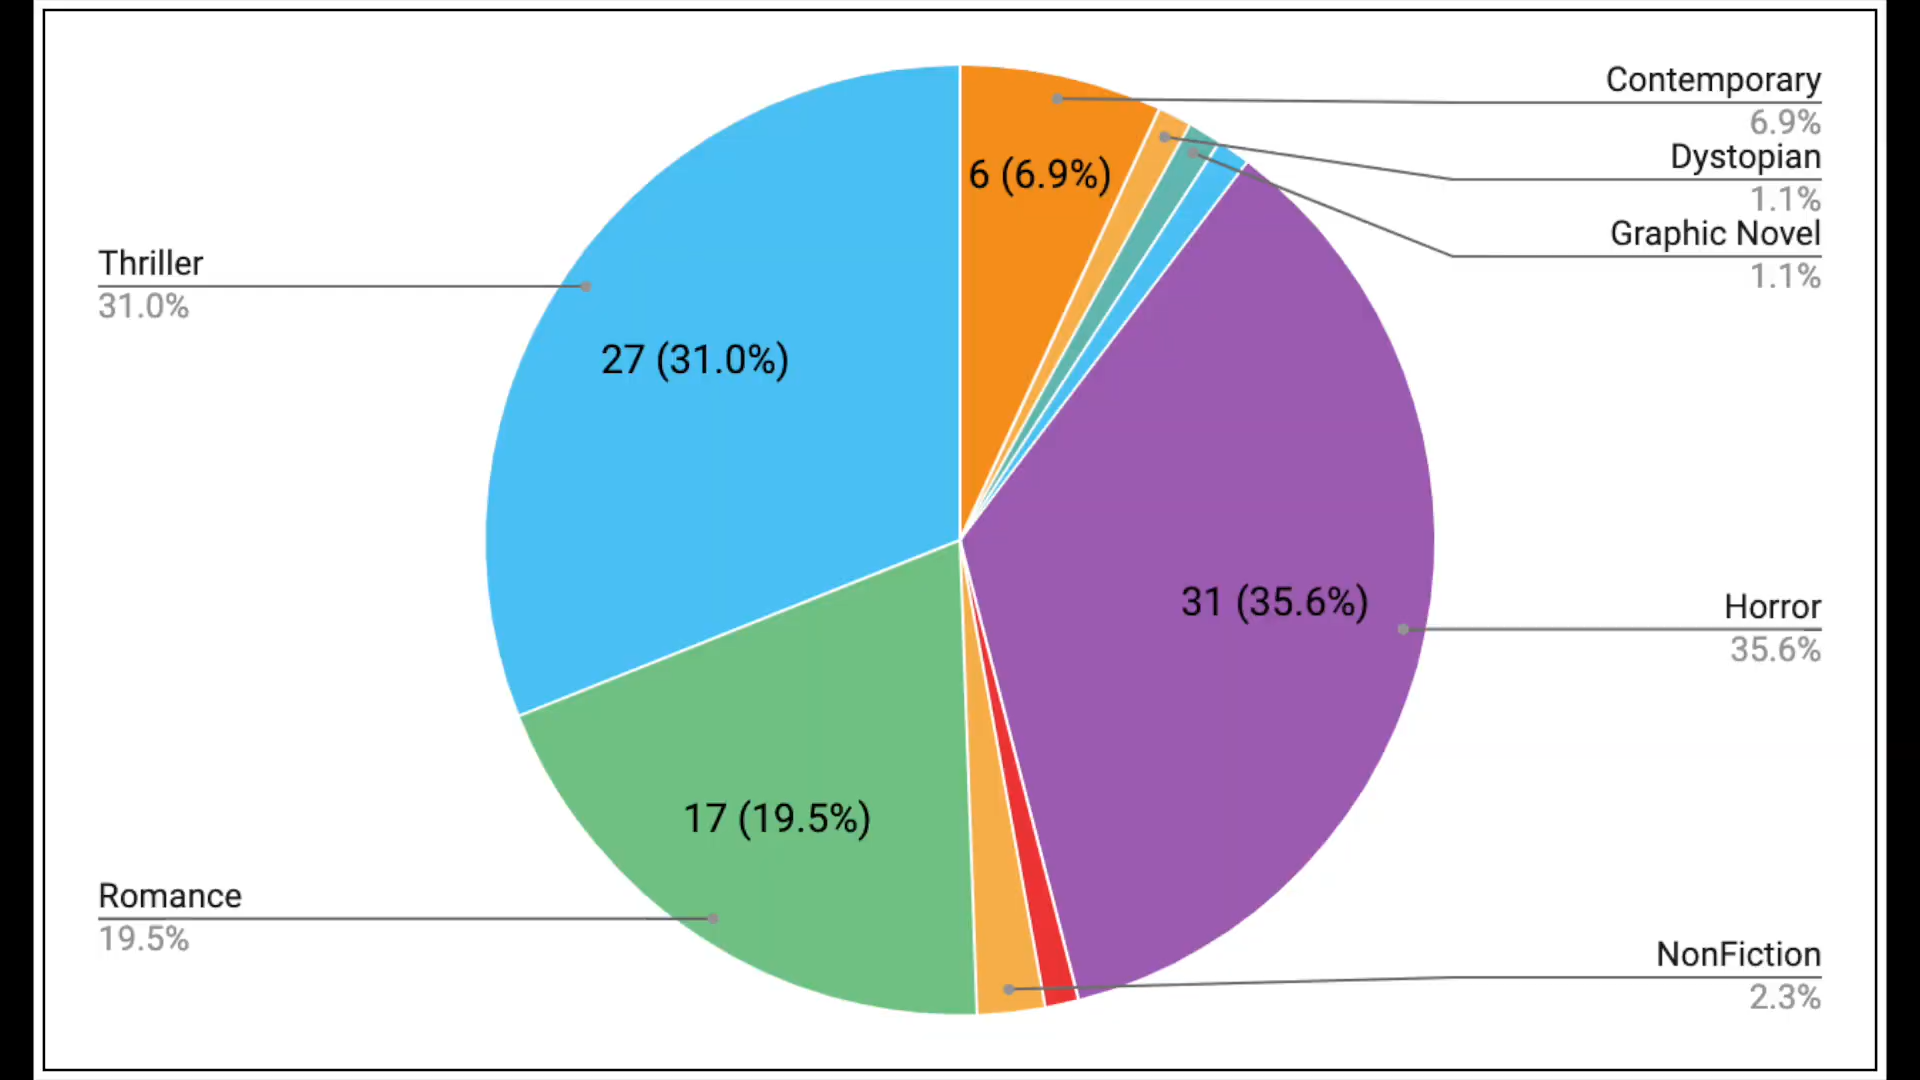 Contemporary
6.9%
Dystopian
1.1%
Graphic Novel
1.1%
6 (6.9%)
Thriller
31.0%
27 (31.0%)
31 (35.6%)
Horror
35.6%
17 (19.5%)
Romance
19.5%
NonFiction
2.3%